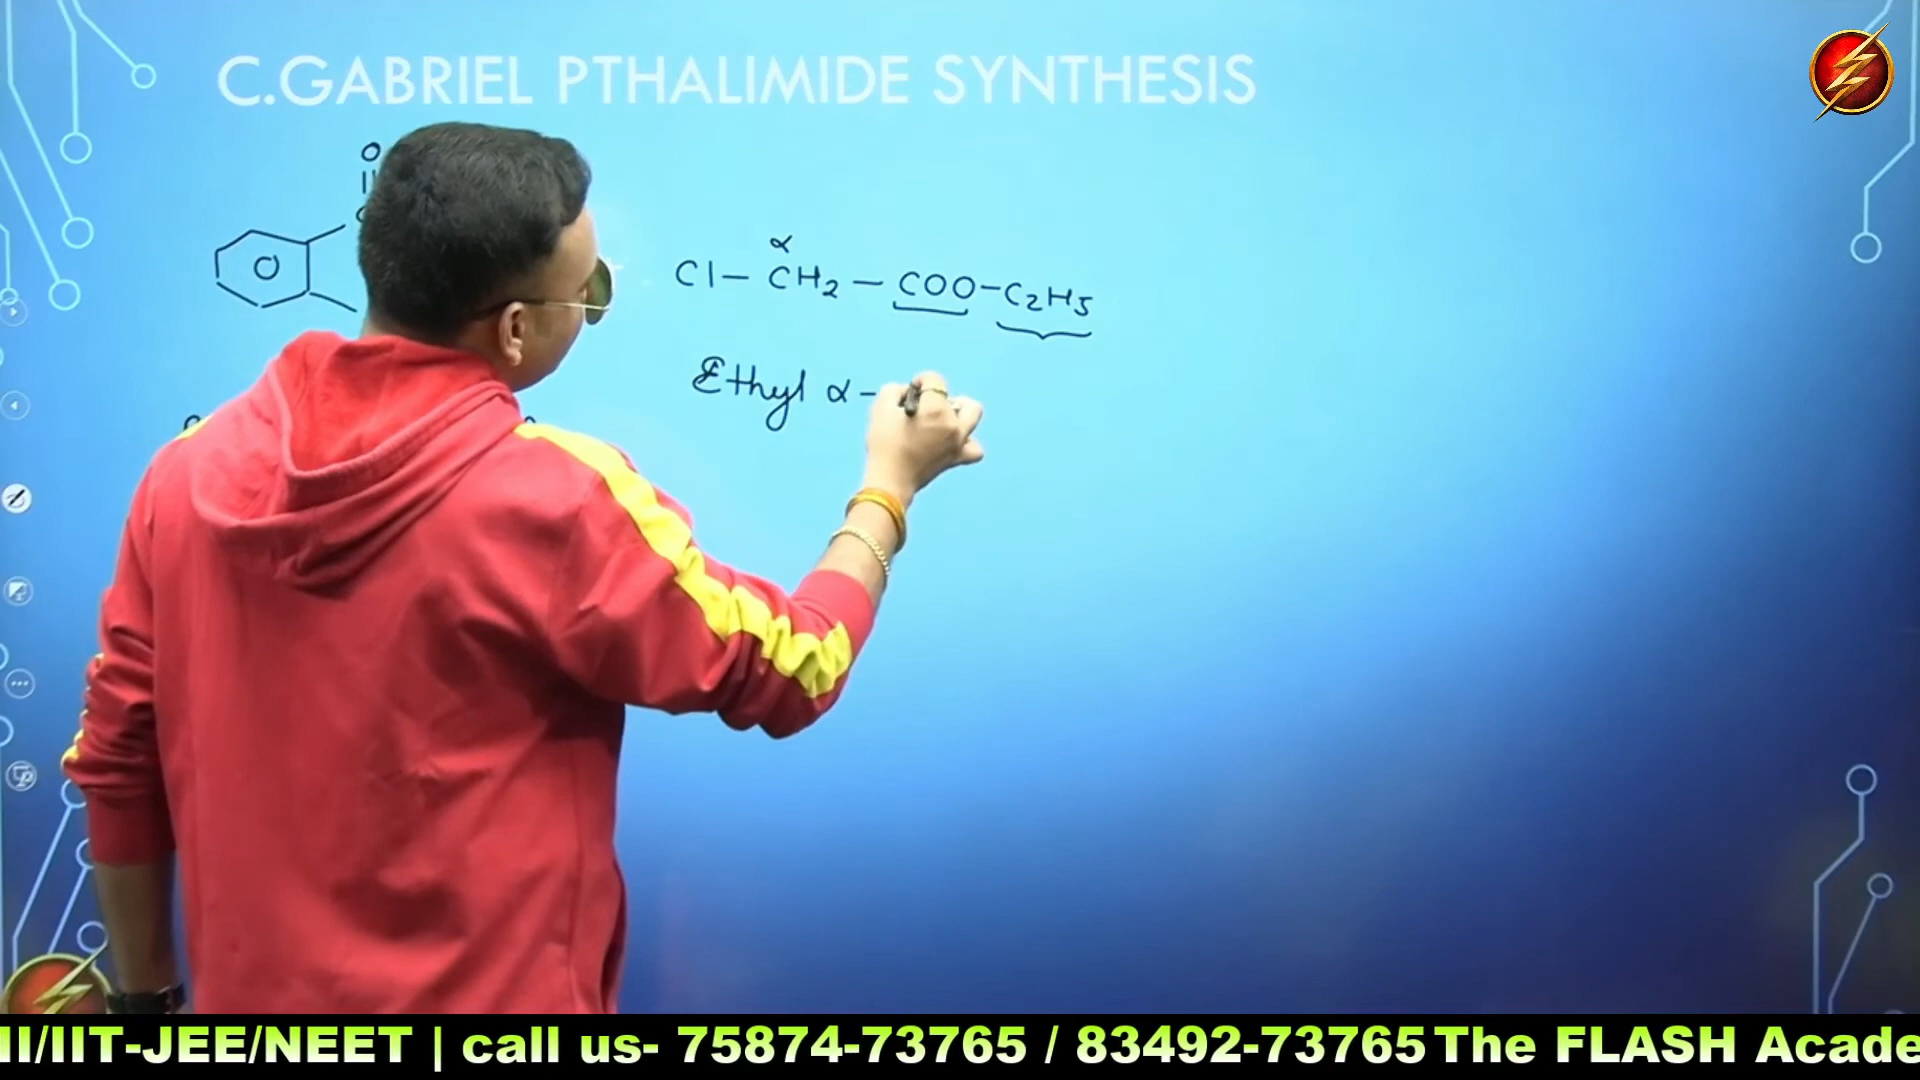 C.GABRIEL PTHALIMIDE SYNTHESIS
O
α
Cl-CH2-COO-C2H5
Ethyl α-
II/IIT-JEE/NEET | call us- 75874-73765 / 83492-73765 The FLASH Acade